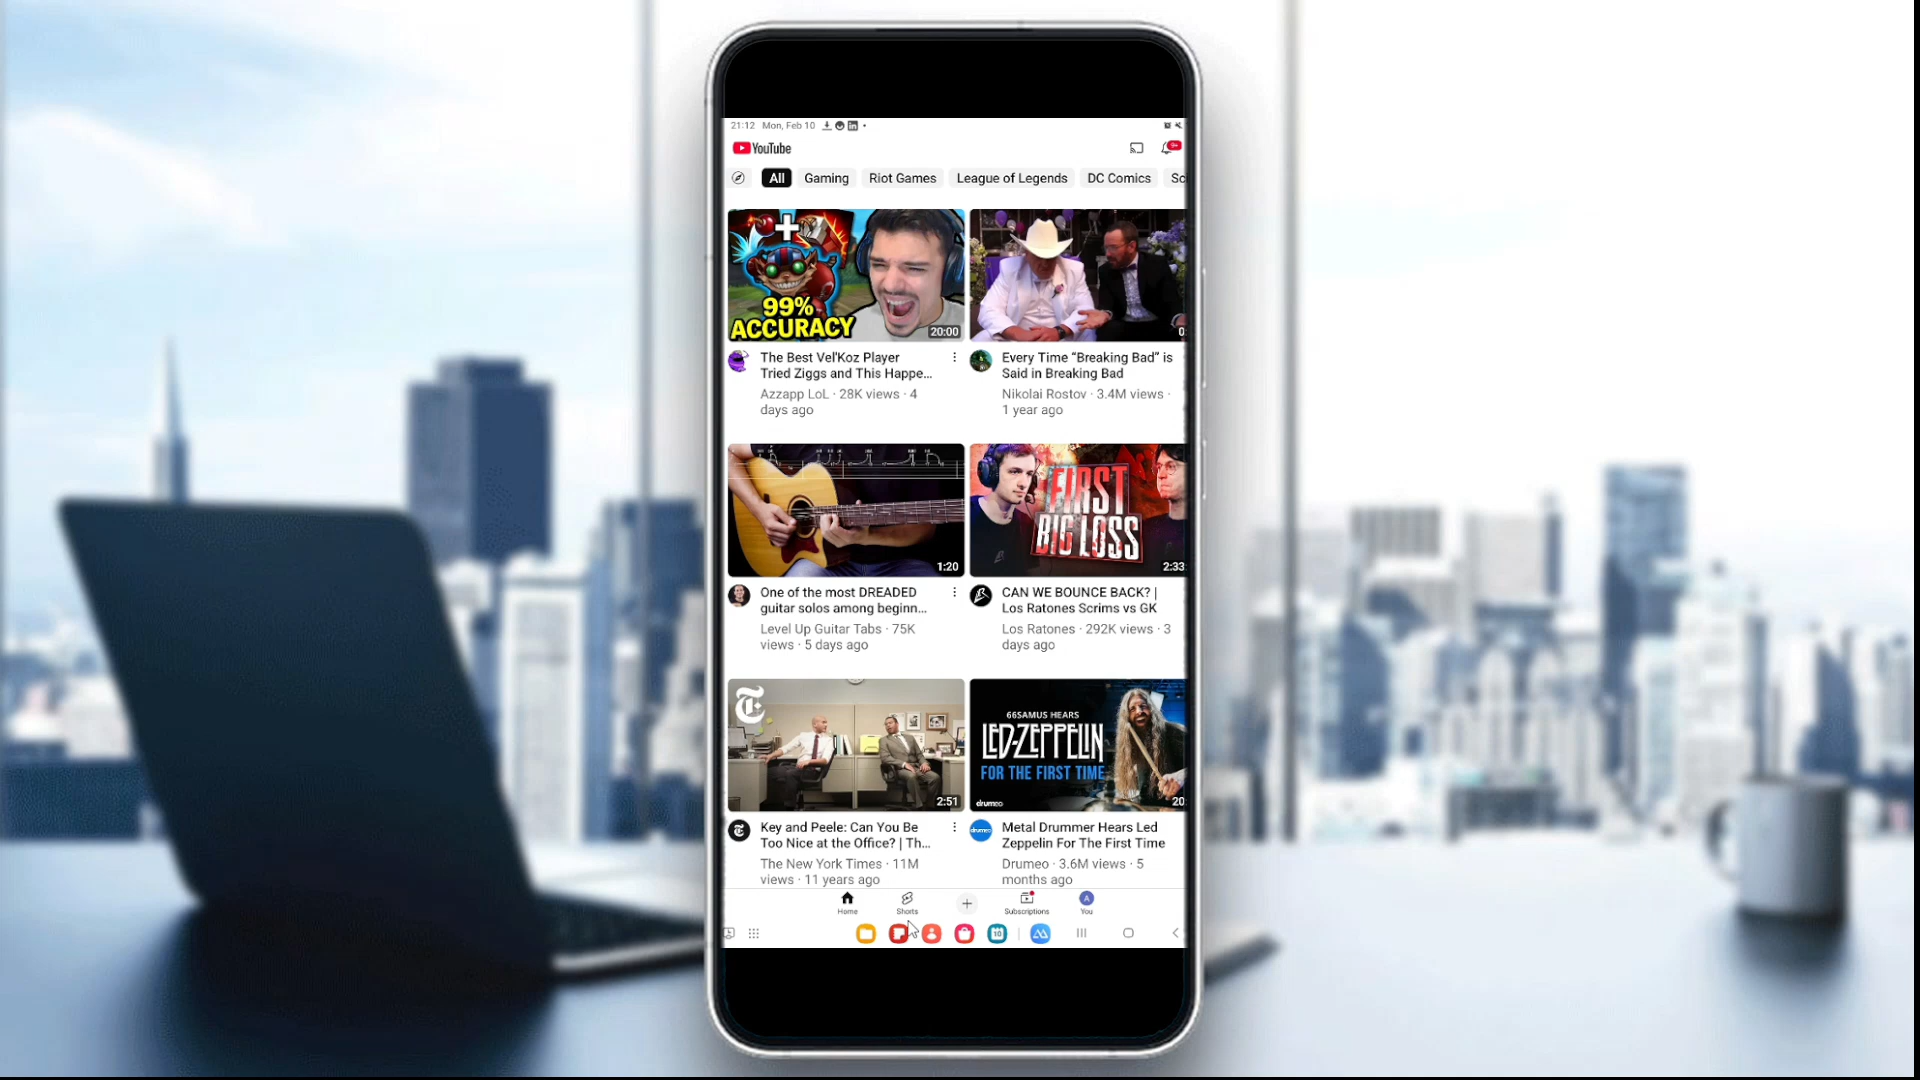 21:12 Mon, Feb 10
YouTube
All Gaming Riot Games League of Legends DC Comics
99%
ACCURACY
20:00
The Best Vel'Koz Player
Tried Ziggs and This Happe...
Azzapp LoL · 28K views · 4
days ago
Every Time “Breaking Bad” is
Said in Breaking Bad
Nikolai Rostov · 3.4M views ·
1 year ago
1:20
One of the most DREADED
guitar solos among beginn...
Level Up Guitar Tabs · 75K
views · 5 days ago
FIRST
BIG LOSS
2:33
CAN WE BOUNCE BACK? |
Los Ratones Scrims vs GK
Los Ratones · 292K views · 3
days ago
2:51
Key and Peele: Can You Be
Too Nice at the Office? | Th...
The New York Times · 11M
views · 11 years ago
66SAMUS HEARS
LED-ZEPPELIN
FOR THE FIRST TIME
drumeo
20
drumeo
Metal Drummer Hears Led
Zeppelin For The First Time
Drumeo · 3.6M views · 5
months ago
Home Shorts Subscriptions You
10